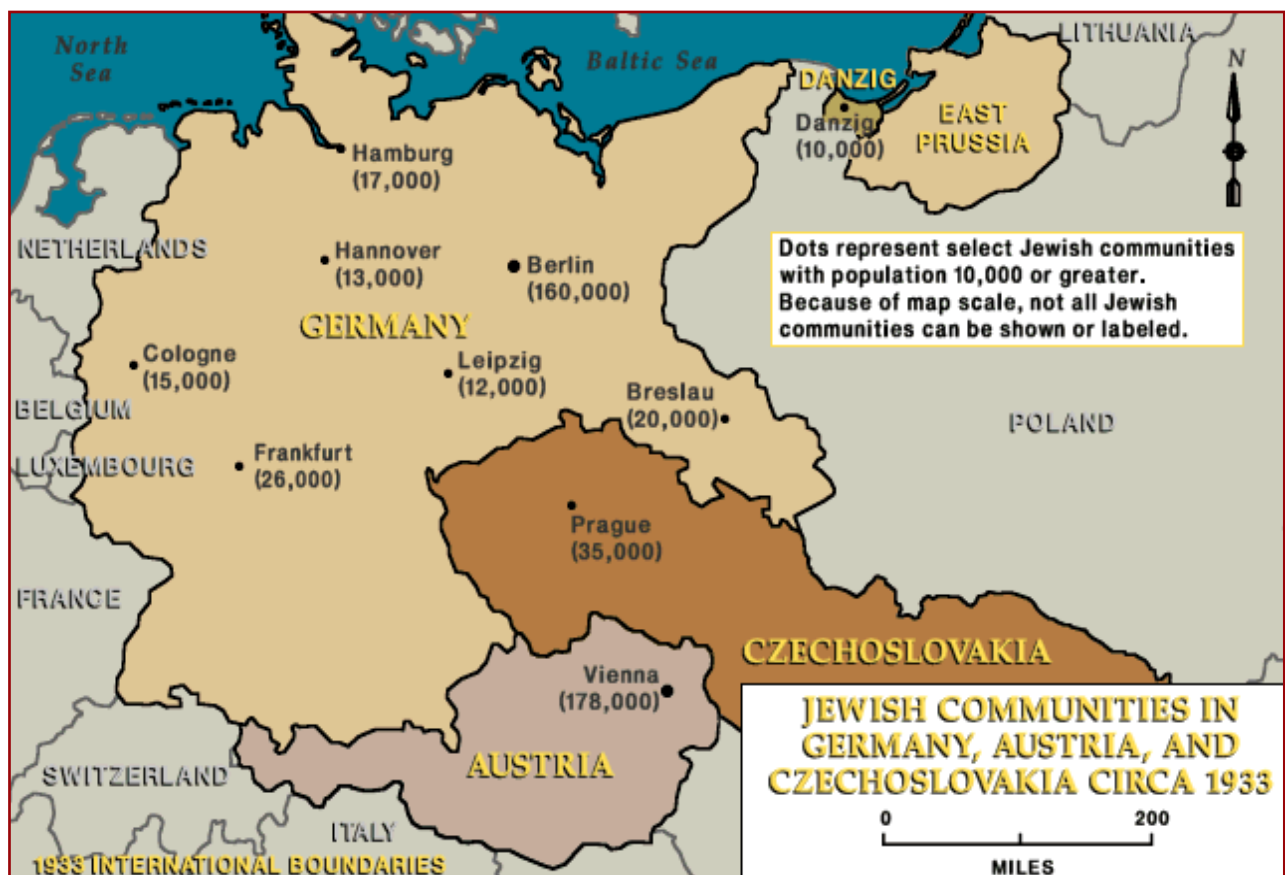 North
Sea
Baltic Sea
LITHUANIA
N
DANZIG
Danzig
(10,000)
EAST
PRUSSIA
Hamburg
(17,000)
NETHERLANDS
Hannover
(13,000)
Berlin
(160,000)
Dots represent select Jewish communities
with population 10,000 or greater.
Because of map scale, not all Jewish
communities can be shown or labeled.
GERMANY
Cologne
(15,000)
Leipzig
(12,000)
Breslau
(20,000)
BELGIUM
POLAND
LUXEMBOURG
Frankfurt
(26,000)
Prague
(35,000)
FRANCE
CZECHOSLOVAKIA
Vienna
(178,000)
AUSTRIA
SWITZERLAND
ITALY
JEWISH COMMUNITIES IN
GERMANY, AUSTRIA, AND
CZECHOSLOVAKIA CIRCA 1933
0 200
MILES
1933 INTERNATIONAL BOUNDARIES